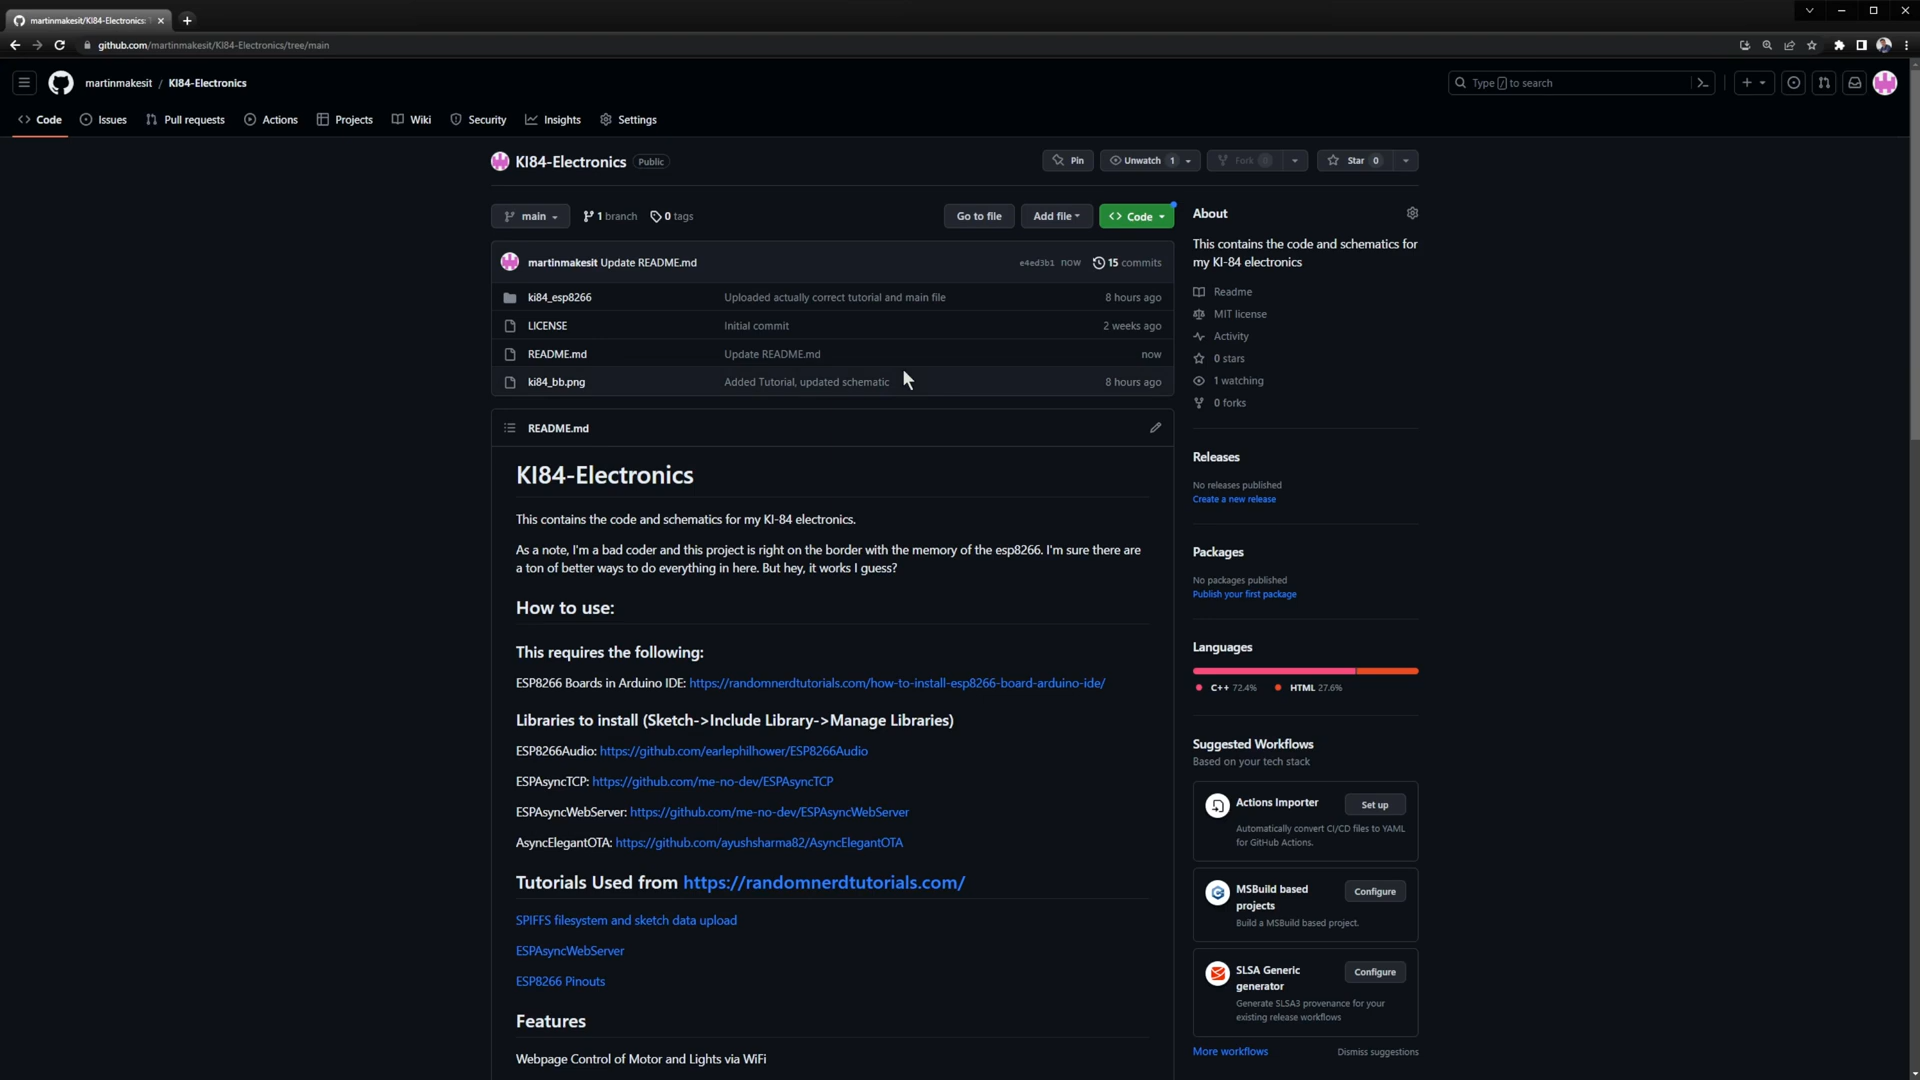 martinmakesit/KI84-Electronics:
github.com/martinmakesit/KI84-Electronics/tree/main
martinmakesit / KI84-Electronics
Type / to search
Code Issues Pull requests Actions Projects Wiki Security Insights Settings
KI84-Electronics Public
Pin Unwatch 1 Fork 0 Star 0
main 1 branch 0 tags Go to file Add file Code
martinmakesit Update README.md e4ed3b1 now 15 commits
ki84_esp8266 Uploaded actually correct tutorial and main file 8 hours ago
LICENSE Initial commit 2 weeks ago
README.md Update README.md now
ki84_bb.png Added Tutorial, updated schematic 8 hours ago
README.md
KI84-Electronics
This contains the code and schematics for my KI-84 electronics.
As a note, I'm a bad coder and this project is right on the border with the memory of the esp8266. I'm sure there are
a ton of better ways to do everything in here. But hey, it works I guess?
How to use:
This requires the following:
ESP8266 Boards in Arduino IDE: https://randomnerdtutorials.com/how-to-install-esp8266-board-arduino-ide/
Libraries to install (Sketch->Include Library->Manage Libraries)
ESP8266Audio: https://github.com/earlephilhower/ESP8266Audio
ESPAsyncTCP: https://github.com/me-no-dev/ESPAsyncTCP
ESPAsyncWebServer: https://github.com/me-no-dev/ESPAsyncWebServer
AsyncElegantOTA: https://github.com/ayushsharma82/AsyncElegantOTA
Tutorials Used from https://randomnerdtutorials.com/
SPIFFS filesystem and sketch data upload
ESPAsyncWebServer
ESP8266 Pinouts
Features
Webpage Control of Motor and Lights via WiFi
About
This contains the code and schematics for
my KI-84 electronics
Readme
MIT license
Activity
0 stars
1 watching
0 forks
Releases
No releases published
Create a new release
Packages
No packages published
Publish your first package
Languages
C++ 72.4% HTML 27.6%
Suggested Workflows
Based on your tech stack
Actions Importer Set up
Automatically convert CI/CD files to YAML
for GitHub Actions.
MSBuild based
projects
Configure
Build a MSBuild based project.
SLSA Generic
generator
Configure
Generate SLSA3 provenance for your
existing release workflows
More workflows Dismiss suggestions